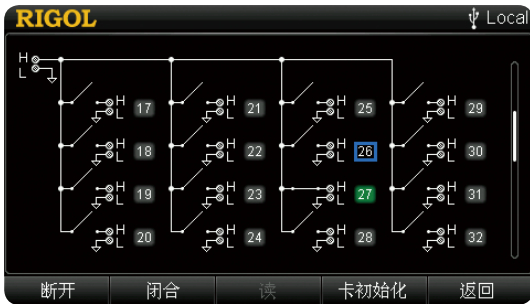 RIGOL Local
H
L
H 17 H 21 H 25 H 29
L L L L
H 18 H 22 H 26 H 30
L L L L
H 19 H 23 H 27 H 31
L L L L
H 20 H 24 H 28 H 32
L L L L
断开 闭合 读 卡初始化 返回